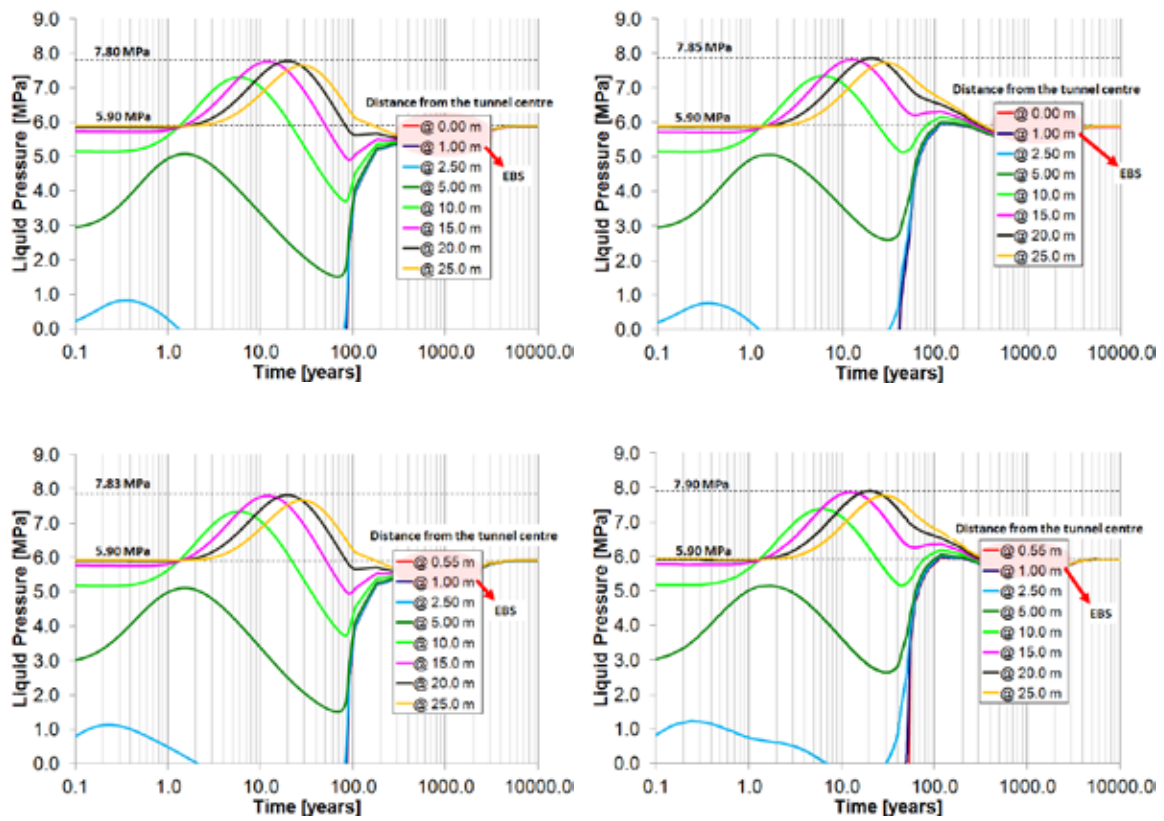 9.0
8.0
7.0
6.0
5.0
4.0
3.0
2.0
1.0
0.0
Liquid Pressure [MPa]
7.80 MPa
5.90 MPa
Distance from the tunnel centre
@ 0.00 m
@ 1.00 m
@ 2.50 m
@ 5.00 m
@ 10.0 m
@ 15.0 m
@ 20.0 m
@ 25.0 m
EBS
0.1 1.0 10.0 100.0 1000.0 10000.0
Time [years]
9.0
8.0
7.0
6.0
5.0
4.0
3.0
2.0
1.0
0.0
Liquid Pressure [MPa]
7.85 MPa
5.90 MPa
Distance from the tunnel centre
@ 0.00 m
@ 1.00 m
@ 2.50 m
@ 5.00 m
@ 10.0 m
@ 15.0 m
@ 20.0 m
@ 25.0 m
EBS
0.1 1.0 10.0 100.0 1000.0 10000.0
Time [years]
9.0
8.0
7.0
6.0
5.0
4.0
3.0
2.0
1.0
0.0
Liquid Pressure [MPa]
7.83 MPa
5.90 MPa
Distance from the tunnel centre
@ 0.55 m
@ 1.00 m
@ 2.50 m
@ 5.00 m
@ 10.0 m
@ 15.0 m
@ 20.0 m
@ 25.0 m
EBS
0.1 1.0 10.0 100.0 1000.0 10000.0
Time [years]
9.0
8.0
7.0
6.0
5.0
4.0
3.0
2.0
1.0
0.0
Liquid Pressure [MPa]
7.90 MPa
5.90 MPa
Distance from the tunnel centre
@ 0.55 m
@ 1.00 m
@ 2.50 m
@ 5.00 m
@ 10.0 m
@ 15.0 m
@ 20.0 m
@ 25.0 m
EBS
0.1 1.0 10.0 100.0 1000.0 10000.0
Time [years]